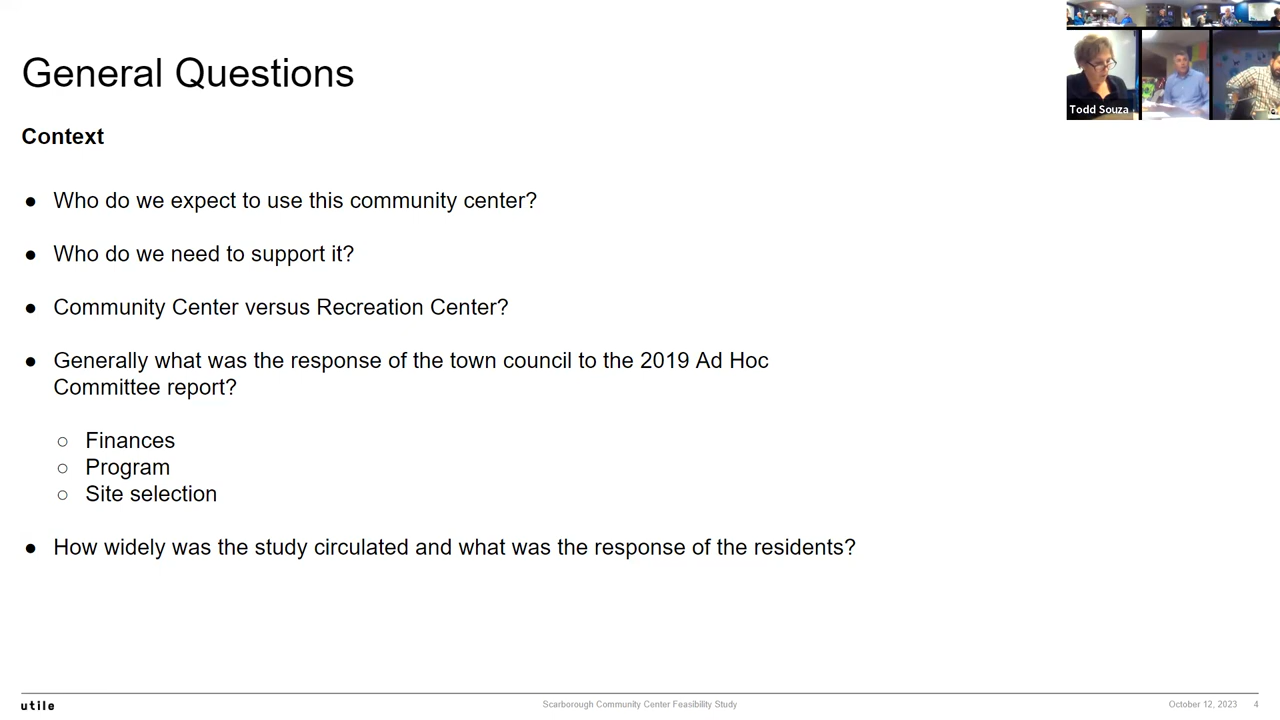 General Questions
Todd Souza
Context
● Who do we expect to use this community center?
● Who do we need to support it?
● Community Center versus Recreation Center?
● Generally what was the response of the town council to the 2019 Ad Hoc
Committee report?
○ Finances
○ Program
○ Site selection
● How widely was the study circulated and what was the response of the residents?
utile
Scarborough Community Center Feasibility Study
October 12, 2023 4